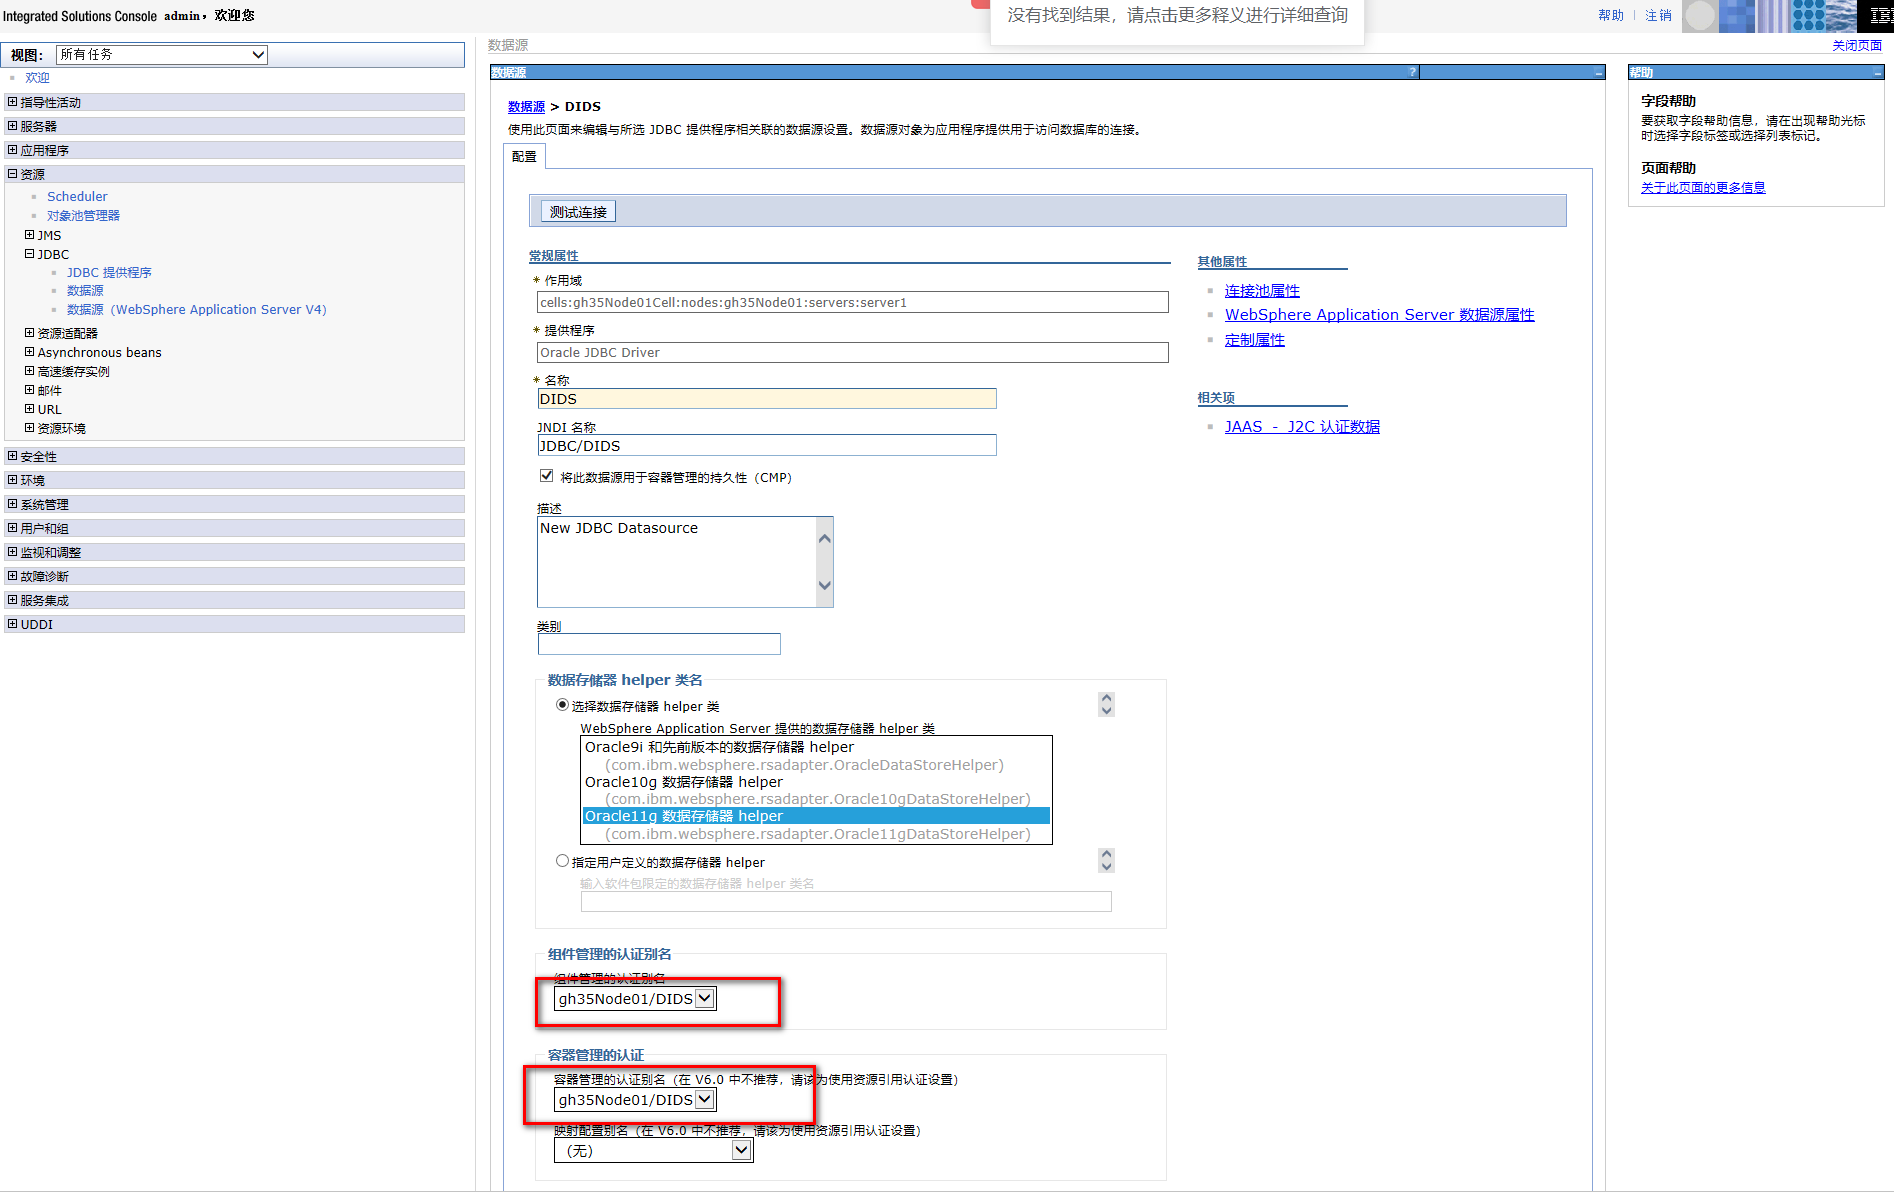 Integrated Solutions Console admin，欢迎您
没有找到结果，请点击更多释义进行详细查询
帮助
注销
IBM
视图：
所有任务
欢迎
指导性活动
服务器
应用程序
资源
Scheduler
对象池管理器
JMS
JDBC
JDBC 提供程序
数据源
数据源（WebSphere Application Server V4)
资源适配器
Asynchronous beans
高速缓存实例
邮件
URL
资源环境
安全性
环境
系统管理
用户和组
监视和调整
故障诊断
服务集成
UDDI
数据源
关闭页面
数据源
?
数据源 > DIDS
使用此页面来编辑与所选 JDBC 提供程序相关联的数据源设置。数据源对象为应用程序提供用于访问数据库的连接。
配置
测试连接
常规属性
* 作用域
cells:gh35Node01Cell:nodes:gh35Node01:servers:server1
* 提供程序
Oracle JDBC Driver
* 名称
DIDS
JNDI 名称
JDBC/DIDS
将此数据源用于容器管理的持久性（CMP）
描述
New JDBC Datasource
类别
数据存储器 helper 类名
选择数据存储器 helper 类
WebSphere Application Server 提供的数据存储器 helper 类
Oracle9i 和先前版本的数据存储器 helper
(com.ibm.websphere.rsadapter.OracleDataStoreHelper)
Oracle10g 数据存储器 helper
(com.ibm.websphere.rsadapter.Oracle10gDataStoreHelper)
Oracle11g 数据存储器 helper
(com.ibm.websphere.rsadapter.Oracle11gDataStoreHelper)
指定用户定义的数据存储器 helper
输入软件包限定的数据存储器 helper 类名
组件管理的认证别名
组件管理的认证别名
gh35Node01/DIDS
容器管理的认证
容器管理的认证别名（在 V6.0 中不推荐，请该为使用资源引用认证设置）
gh35Node01/DIDS
映射配置别名（在 V6.0 中不推荐，请该为使用资源引用认证设置）
（无）
其他属性
连接池属性
WebSphere Application Server 数据源属性
定制属性
相关项
JAAS - J2C 认证数据
帮助
字段帮助
要获取字段帮助信息，请在出现帮助光标
时选择字段标签或选择列表标记。
页面帮助
关于此页面的更多信息